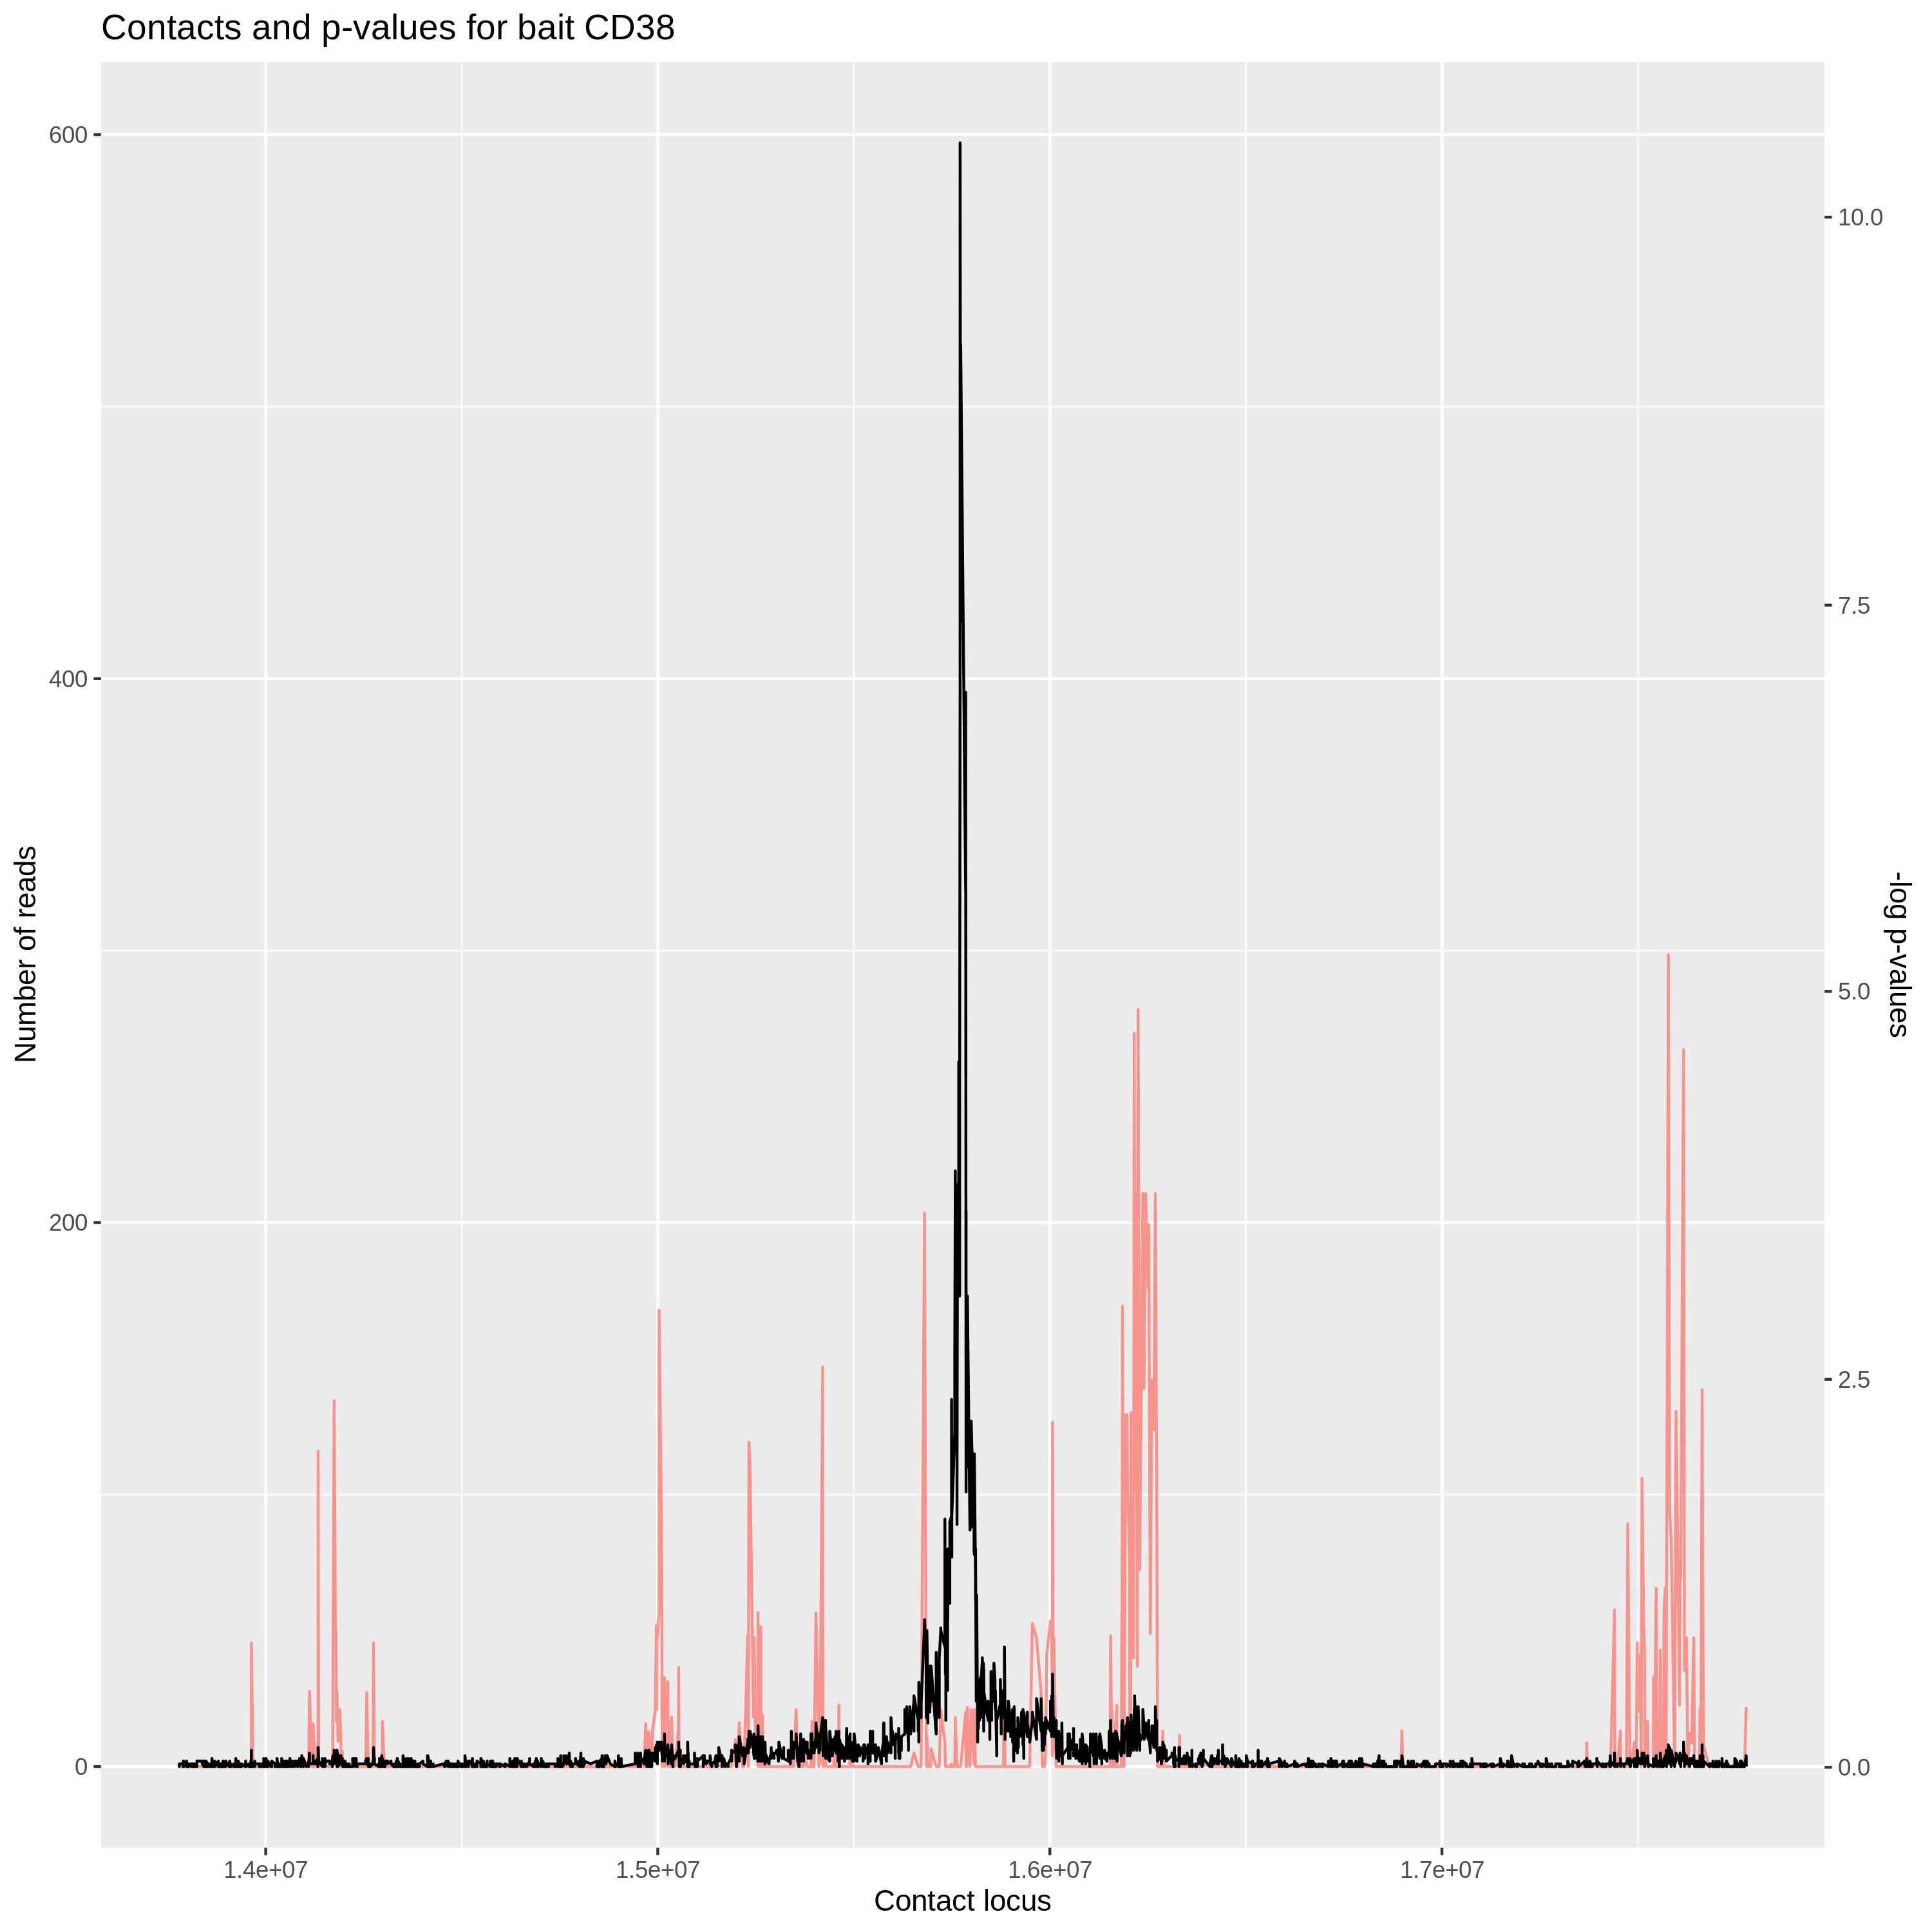 Contacts and p-values for bait CD38
600
400
200
0
10.0
7.5
5.0
2.5
0.0
Number of reads
-log p-values
1.4e+07 1.5e+07 1.6e+07 1.7e+07
Contact locus